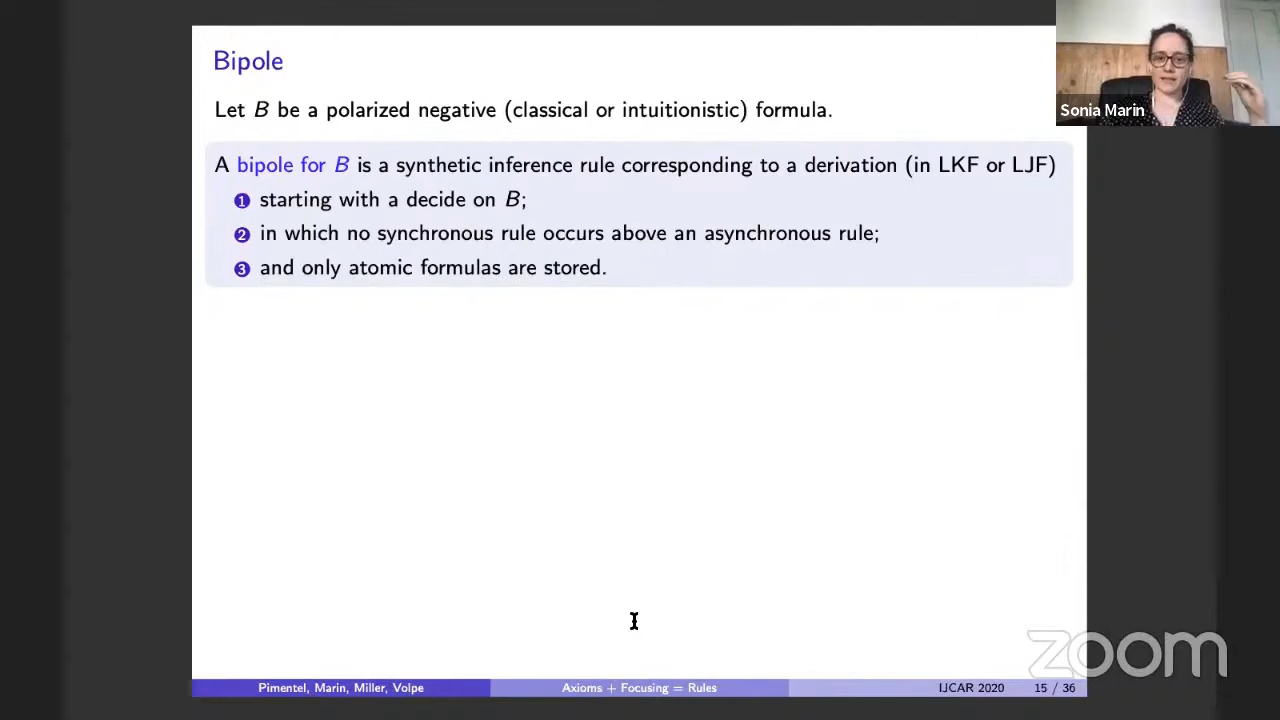 Bipole
Let B be a polarized negative (classical or intuitionistic) formula.
A bipole for B is a synthetic inference rule corresponding to a derivation (in LKF or LJF)
1 starting with a decide on B;
2 in which no synchronous rule occurs above an asynchronous rule;
3 and only atomic formulas are stored.
Sonia Marin
zoom
Pimentel, Marin, Miller, Volpe
Axioms + Focusing = Rules
IJCAR 2020 15 / 36